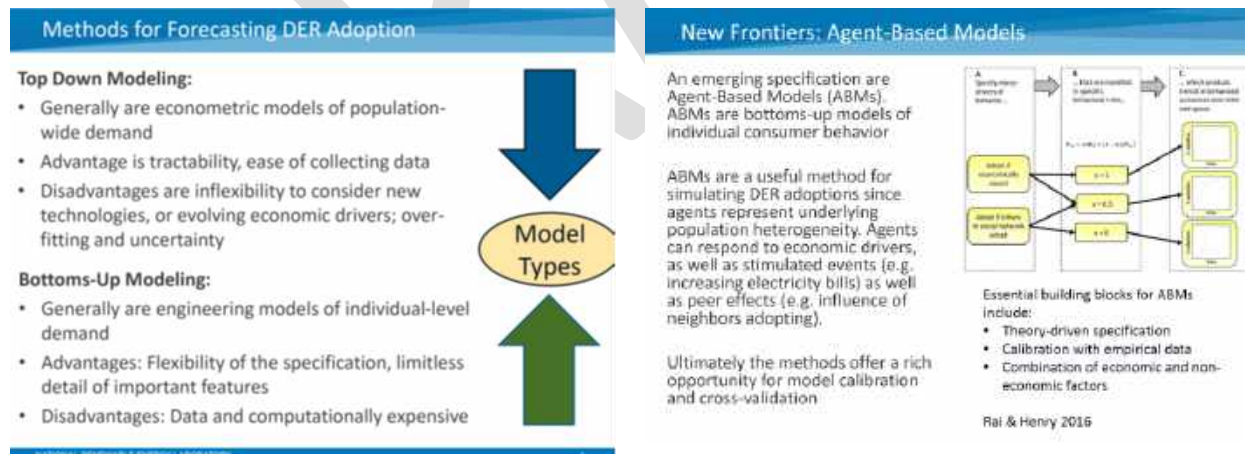 Methods for Forecasting DER Adoption
Top Down Modeling:
• Generally are econometric models of population-
wide demand
• Advantage is tractability, ease of collecting data
• Disadvantages are inflexibility to consider new
technologies, or evolving economic drivers; over-
fitting and uncertainty
Bottoms-Up Modeling:
• Generally are engineering models of individual-level
demand
• Advantages: Flexibility of the specification, limitless
detail of important features
• Disadvantages: Data and computationally expensive
Model
Types
New Frontiers: Agent-Based Models
An emerging specification are
Agent-Based Models (ABMs).
ABMs are bottoms-up models of
individual consumer behavior
ABMs are a useful method for
simulating DER adoptions since
agents represent underlying
population heterogeneity. Agents
can respond to economic drivers,
as well as stimulated events (e.g.
increasing electricity bills) as well
as peer effects (e.g. influence of
neighbors adopting).
Ultimately the methods offer a rich
opportunity for model calibration
and cross-validation
A.
B.
C.
Essential building blocks for ABMs
include:
• Theory-driven specification
• Calibration with empirical data
• Combination of economic and non-
economic factors
Rai & Henry 2016